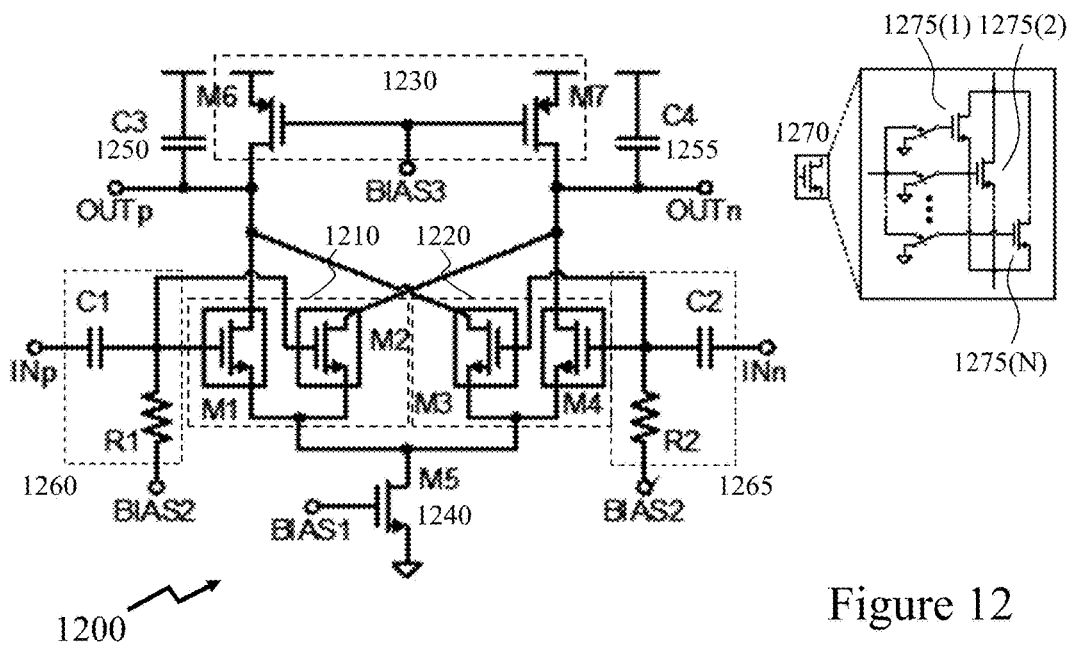 1275(1) 1275(2)
1230
M6 M7
C3 C4
1250 1255
1270
BIAS3
OUTp OUTn
1210 1220
C1 C2
M2
INp INn
1275(N)
M1 M3 M4
R1 R2
M5
1260 1265
BIAS2 BIAS1 1240 BIAS2
Figure 12
1200